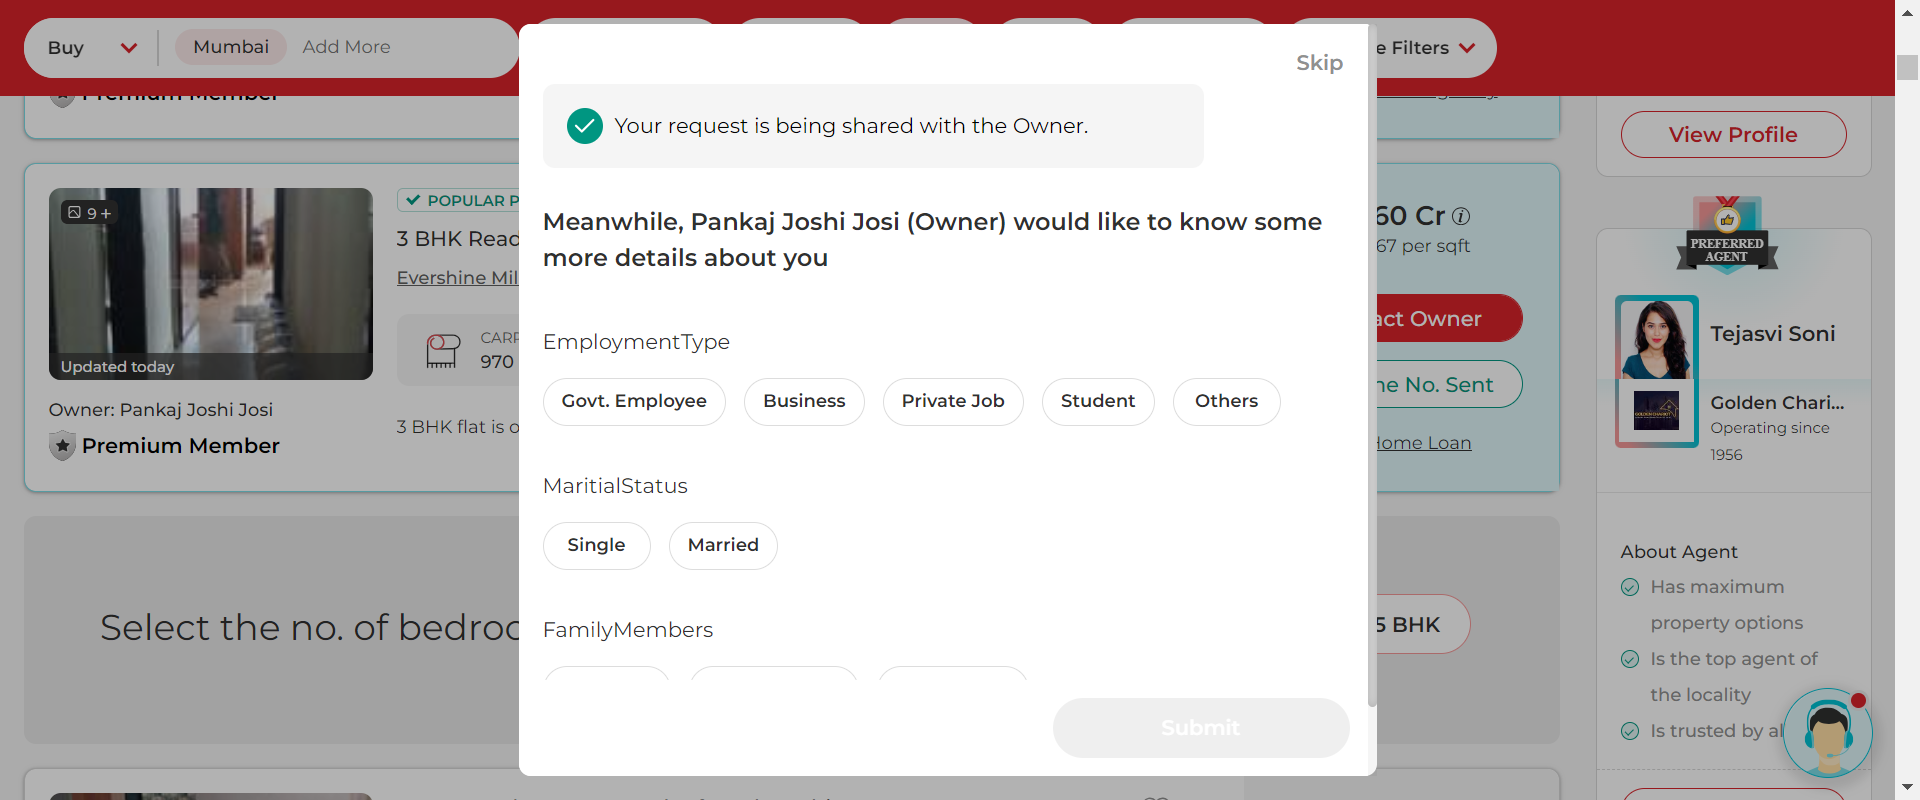 Buy
Mumbai
Add More
e Filters
Skip
Your request is being shared with the Owner.
Meanwhile, Pankaj Joshi Josi (Owner) would like to know some
more details about you
EmploymentType
Govt. Employee
Business
Private Job
Student
Others
MaritialStatus
Single
Married
FamilyMembers
Submit
Premium Member
9+
Updated today
Owner: Pankaj Joshi Josi
Premium Member
POPULAR P
3 BHK Read
Evershine Mil
CARP
970
3 BHK flat is o
60 Cr
67 per sqft
act Owner
ne No. Sent
Home Loan
Select the no. of bedroo
5 BHK
View Profile
PREFERRED
AGENT
Tejasvi Soni
Golden Chari...
Operating since
1956
About Agent
Has maximum
property options
Is the top agent of
the locality
Is trusted by al